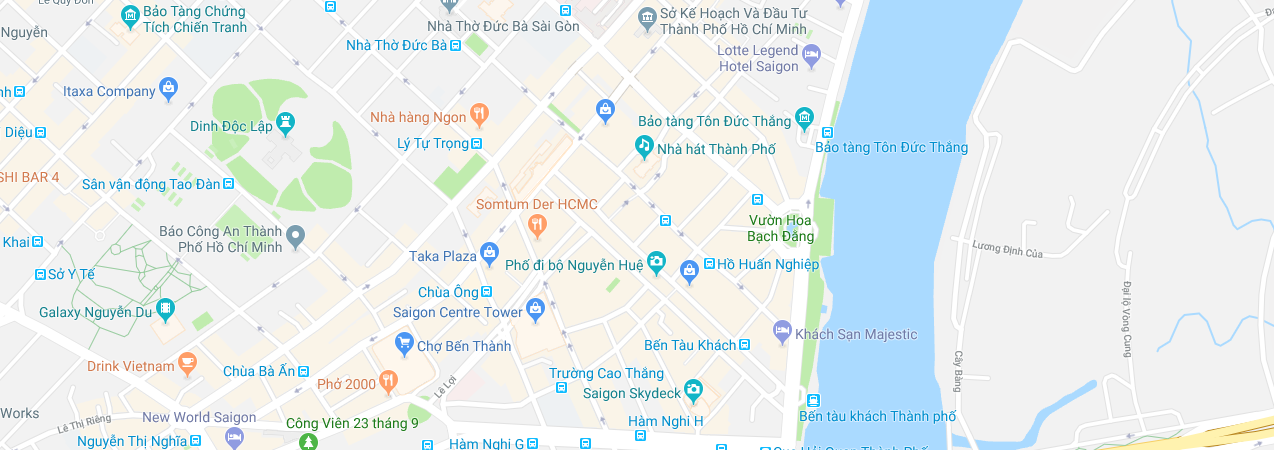 Lê Quý Đôn
Bảo Tàng Chứng
Tích Chiến Tranh
Nhà Thờ Đức Bà Sài Gòn
Sở Kế Hoạch Và Đầu Tư
Thành Phố Hồ Chí Minh
Nguyễn
Nhà Thờ Đức Bà
Lotte Legend
Hotel Saigon
Itaxa Company
Nhà hàng Ngon
Bảo tàng Tôn Đức Thắng
Dinh Độc Lập
Diệu
Lý Tự Trọng
Nhà hát Thành Phố
Bảo tàng Tôn Đức Thắng
SHI BAR 4
Sân vận động Tao Đàn
Somtum Der HCMC
Vườn Hoa
Bạch Đằng
Báo Công An Thành
Phố Hồ Chí Minh
Khai
Taka Plaza
Phố đi bộ Nguyễn Huệ
Hồ Huấn Nghiệp
Lương Định Của
Sở Y Tế
Chùa Ông
Đại lộ Vòng Cung
Galaxy Nguyễn Du
Saigon Centre Tower
Khách Sạn Majestic
Chợ Bến Thành
Bến Tàu Khách
Drink Vietnam
Chùa Bà Ấn
Phở 2000
Lê Lợi
Trường Cao Thắng
Saigon Skydeck
Cây Bàng
Works
Lê Thị Riêng
New World Saigon
Công Viên 23 tháng 9
Hàm Nghi H
Bến tàu khách Thành phố
Nguyễn Thị Nghĩa
Hàm Nghi G